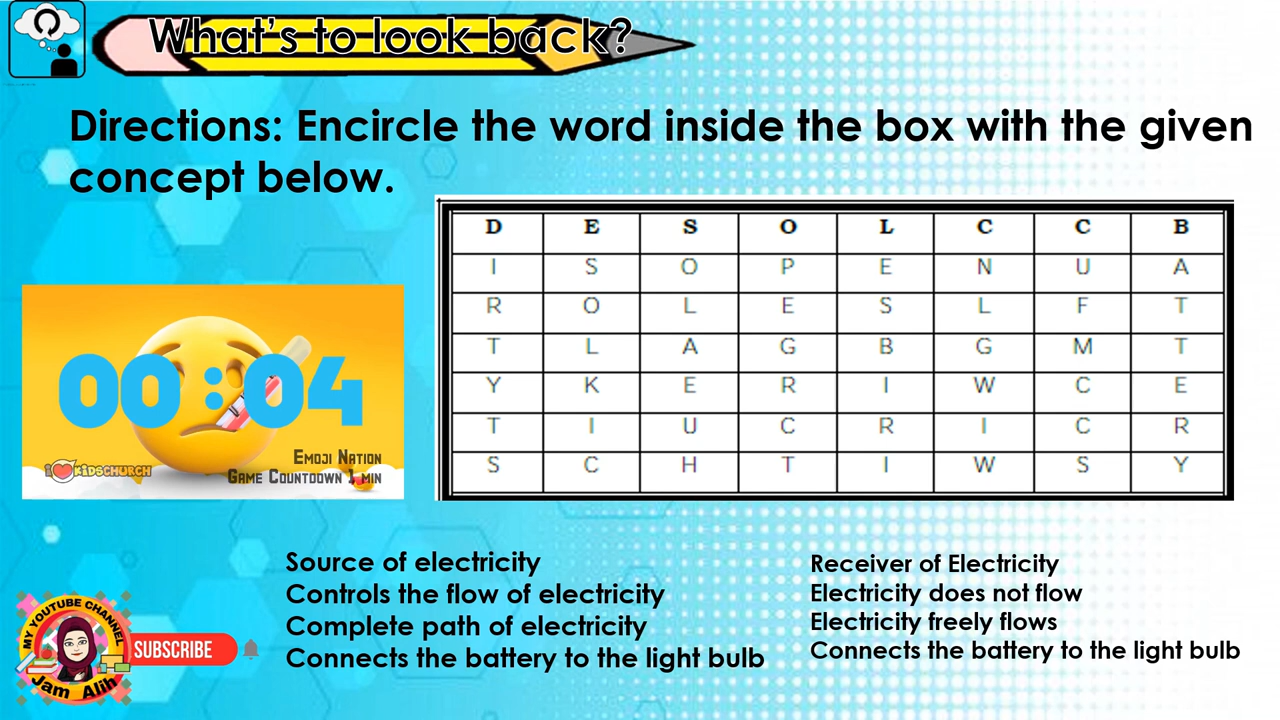 What's to look back?
Directions: Encircle the word inside the box with the given
concept below.
D E S O L C C B
I S O P E N U A
R O L E S L F T
T L A G B G M T
Y K E R I W C E
T I U C R I C R
S C H T I W S Y
00:04
EMOJI NATION
GAME COUNTDOWN 1 MIN
I KIDSCHURCH
Source of electricity
Controls the flow of electricity
Complete path of electricity
Connects the battery to the light bulb
Receiver of Electricity
Electricity does not flow
Electricity freely flows
Connects the battery to the light bulb
MY YOUTUBE CHANNEL
Jam Alih
SUBSCRIBE